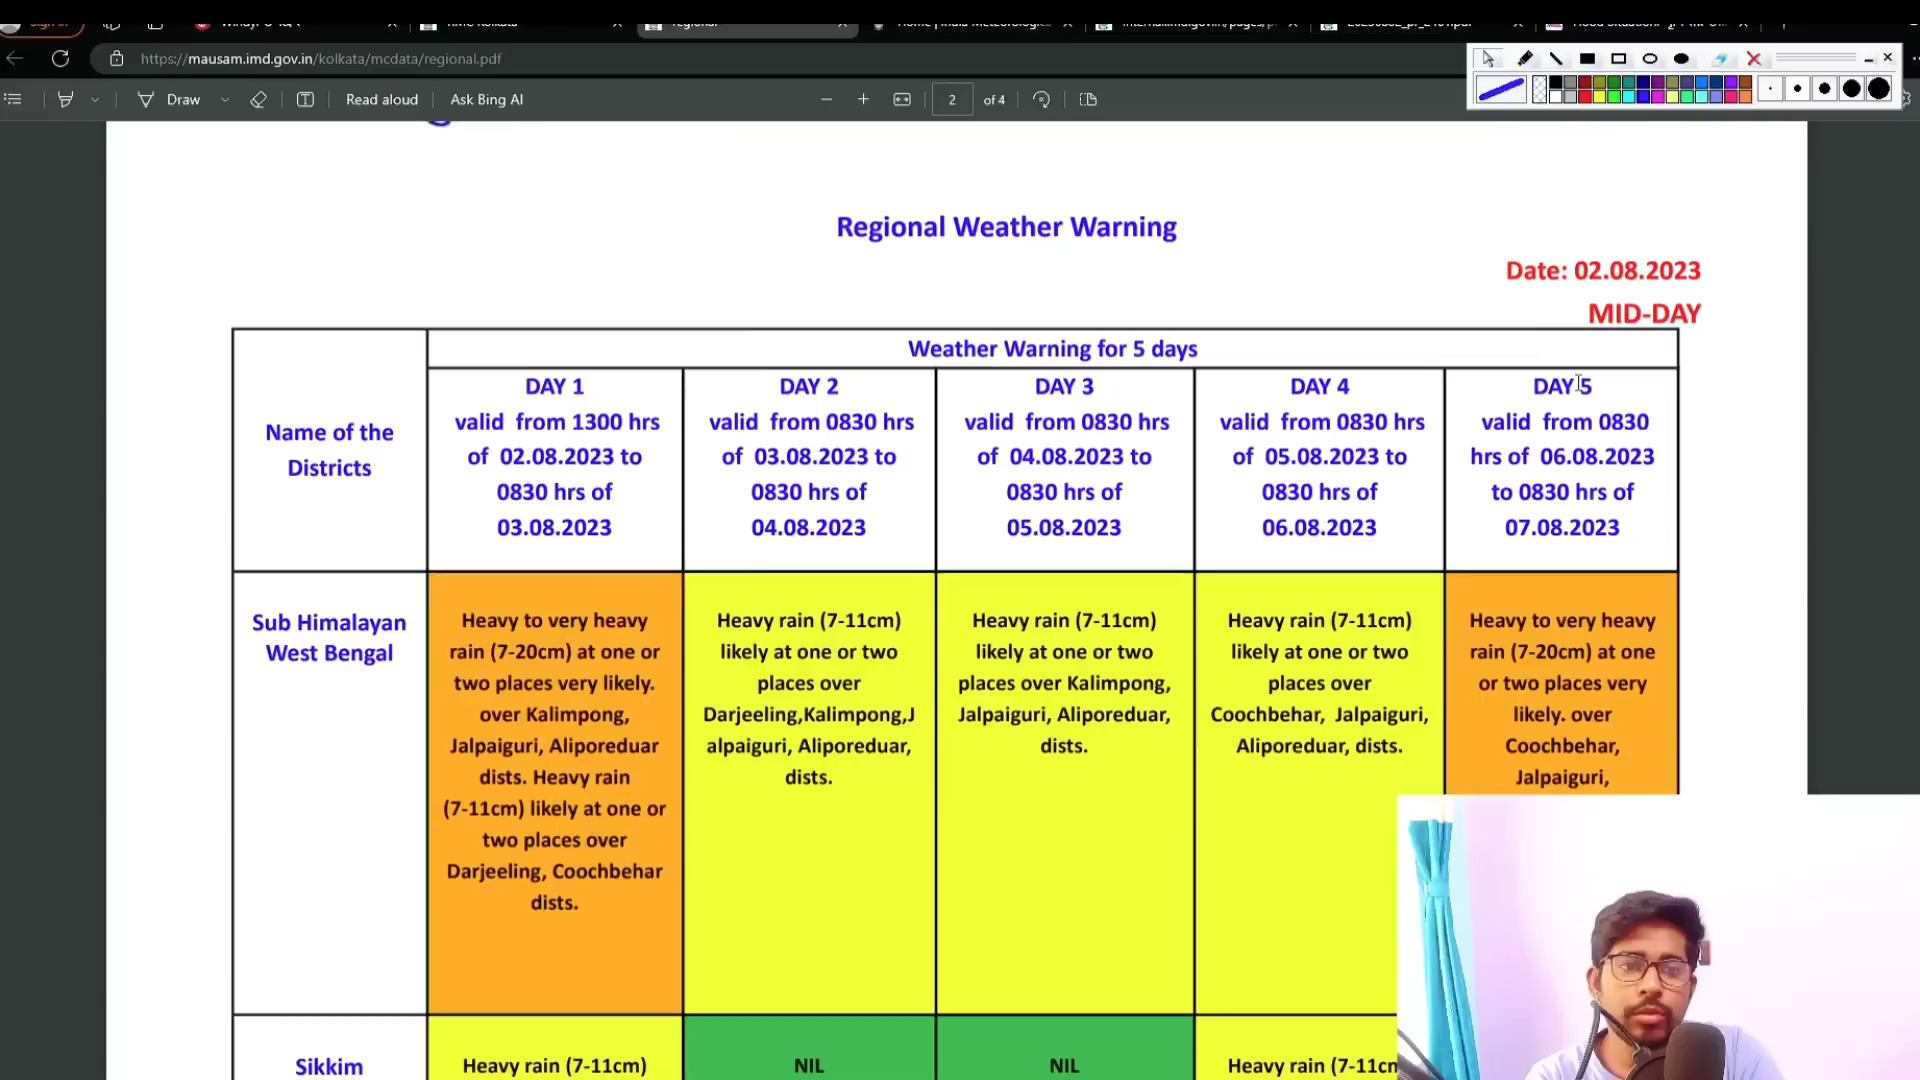 https://mausam.imd.gov.in/kolkata/mcdata/regional.pdf
Draw
Read aloud
Ask Bing AI
2
of 4
Regional Weather Warning
Date: 02.08.2023
MID-DAY
Name of the
Districts
Weather Warning for 5 days
DAY 1
valid from 1300 hrs
of 02.08.2023 to
0830 hrs of
03.08.2023
DAY 2
valid from 0830 hrs
of 03.08.2023 to
0830 hrs of
04.08.2023
DAY 3
valid from 0830 hrs
of 04.08.2023 to
0830 hrs of
05.08.2023
DAY 4
valid from 0830 hrs
of 05.08.2023 to
0830 hrs of
06.08.2023
DAY 5
valid from 0830
hrs of 06.08.2023
to 0830 hrs of
07.08.2023
Sub Himalayan
West Bengal
Heavy to very heavy
rain (7-20cm) at one or
two places very likely.
over Kalimpong,
Jalpaiguri, Aliporeduar
dists. Heavy rain
(7-11cm) likely at one or
two places over
Darjeeling, Coochbehar
dists.
Heavy rain (7-11cm)
likely at one or two
places over
Darjeeling,Kalimpong,J
alpaiguri, Aliporeduar,
dists.
Heavy rain (7-11cm)
likely at one or two
places over Kalimpong,
Jalpaiguri, Aliporeduar,
dists.
Heavy rain (7-11cm)
likely at one or two
places over
Coochbehar, Jalpaiguri,
Aliporeduar, dists.
Heavy to very heavy
rain (7-20cm) at one
or two places very
likely. over
Coochbehar,
Jalpaiguri,
Sikkim
Heavy rain (7-11cm)
NIL
NIL
Heavy rain (7-11cm